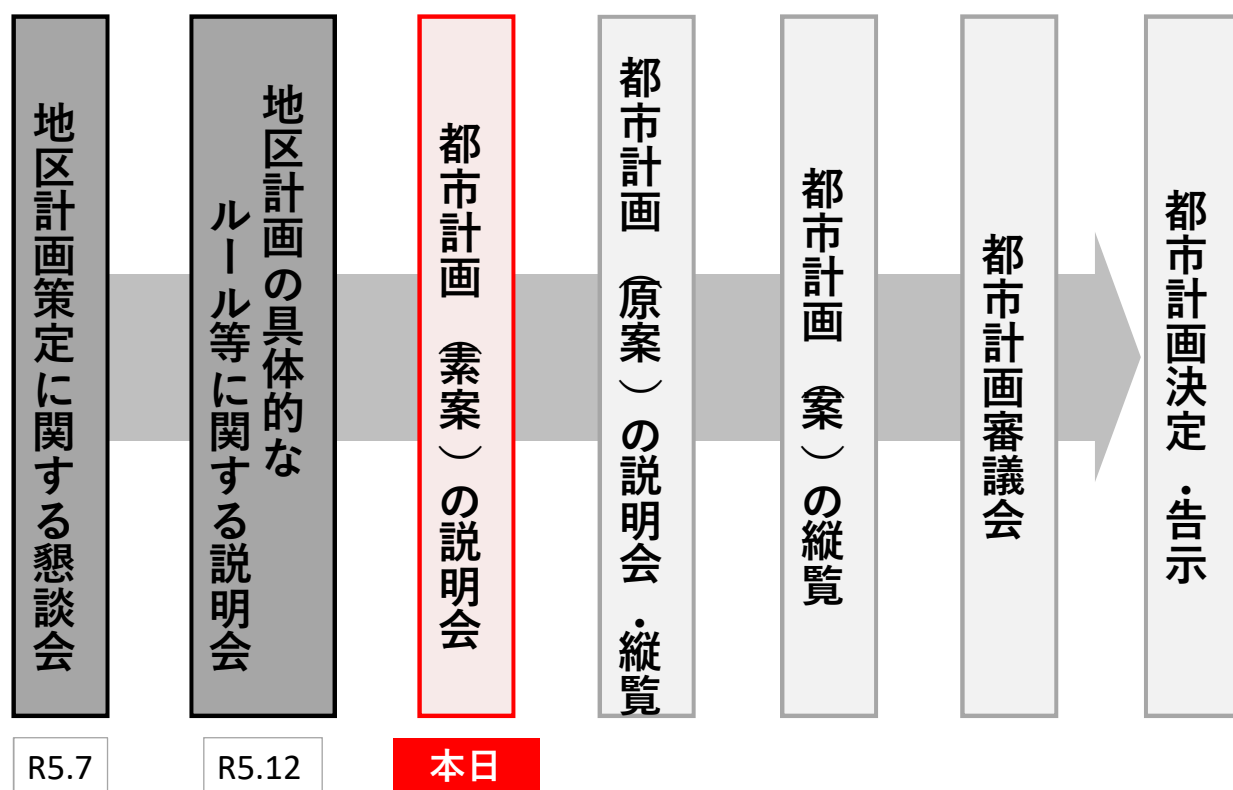 地区計画策定に関する懇談会
地区計画の具体的な
ルール等に関する説明会
都市計画（素案）の説明会
都市計画（原案）の説明会・縦覧
都市計画（案）の縦覧
都市計画審議会
都市計画決定・告示
R5.7
R5.12
本日